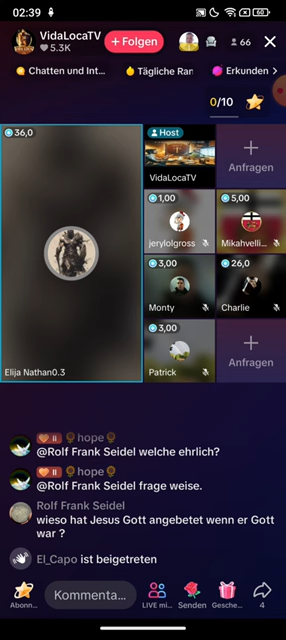 02:39
60
VidaLocaTV
5.3K
+ Folgen
66
Chatten und Int...
Tägliche Ran
Erkunden >
0/10
36,0
Host
VidaLocaTV
Anfragen
1,00
jerylolgross
5,00
Mikahvelli...
3,00
Monty
26,0
Charlie
3,00
Patrick
Anfragen
Elija Nathan0.3
II hope
@Rolf Frank Seidel welche ehrlich?
II hope
@Rolf Frank Seidel frage weise.
Rolf Frank Seidel
wieso hat Jesus Gott angebetet wenn er Gott
war ?
El_Capo ist beigetreten
Abonn...
Kommenta...
LIVE mi...
Senden
Gesche...
4